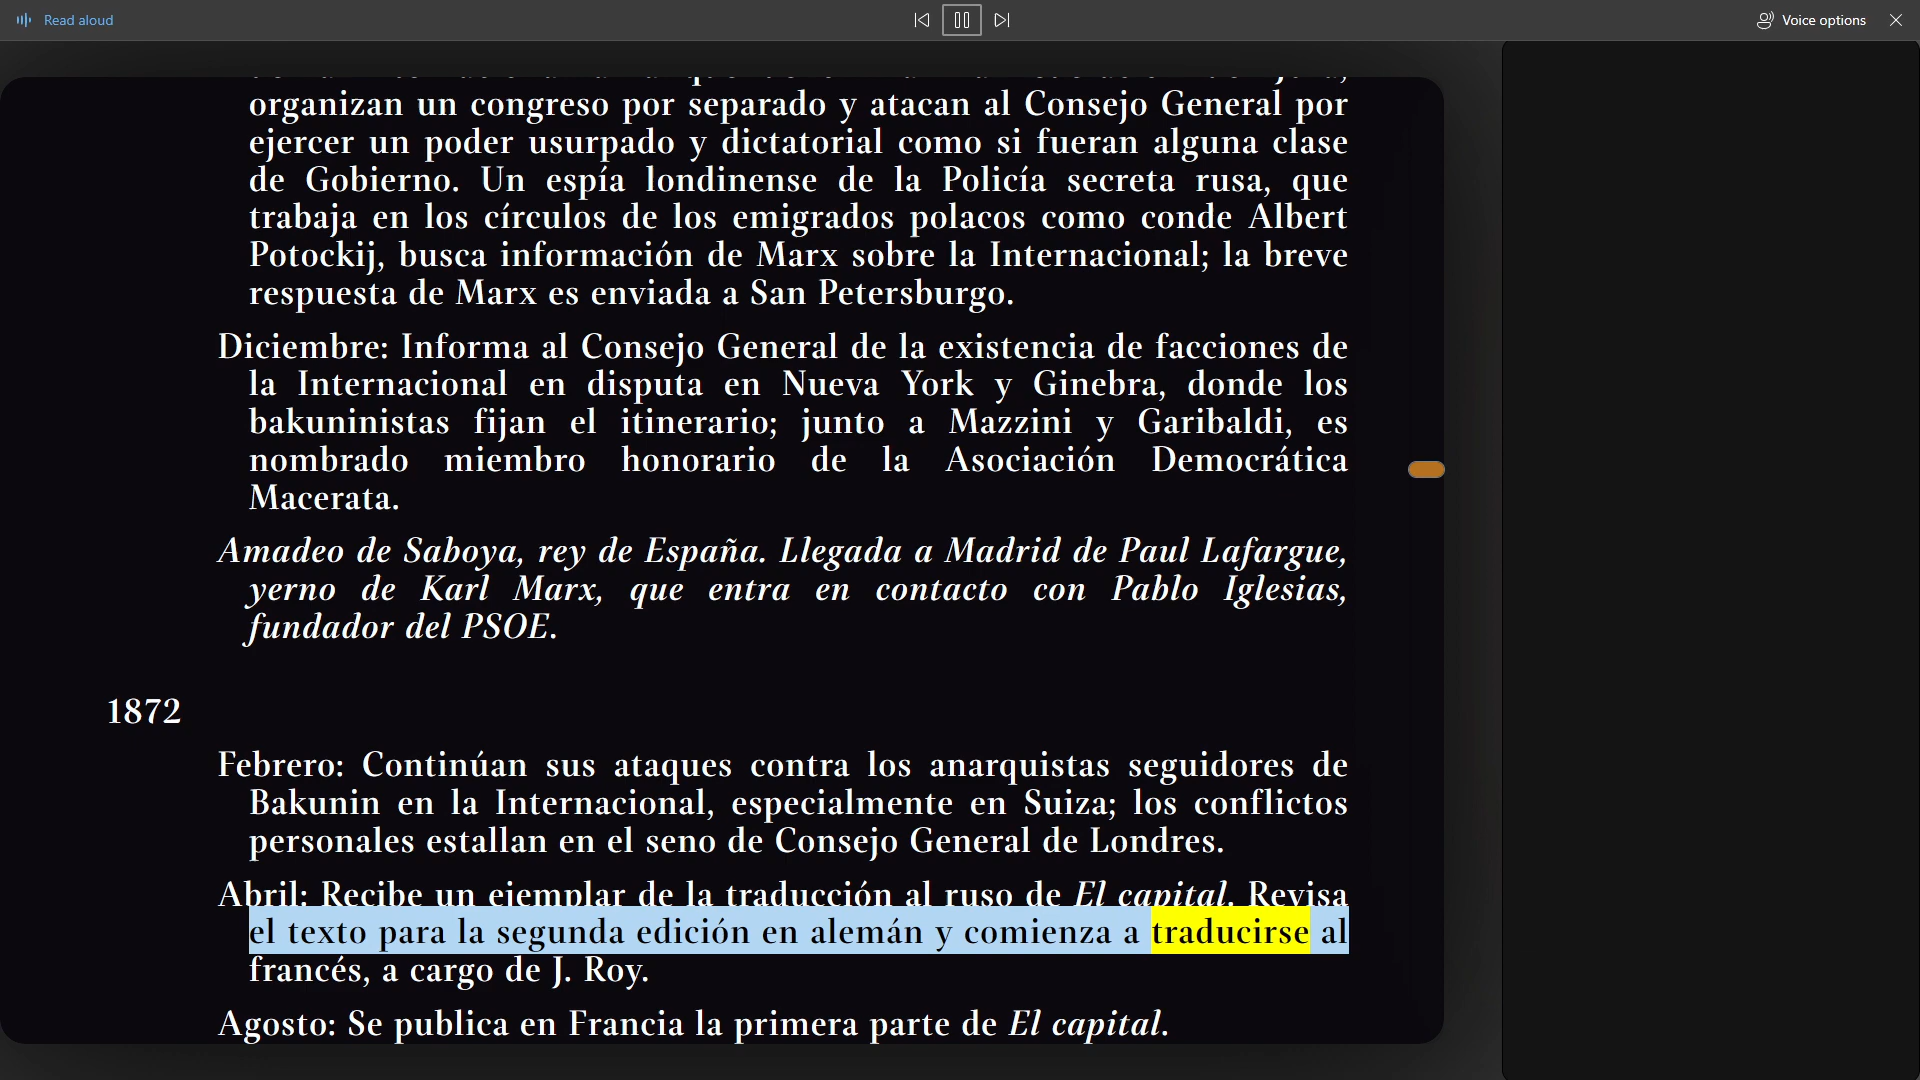 Read aloud
Voice options
organizan un congreso por separado y atacan al Consejo General por
ejercer un poder usurpado y dictatorial como si fueran alguna clase
de Gobierno. Un espía londinense de la Policía secreta rusa, que
trabaja en los círculos de los emigrados polacos como conde Albert
Potockij, busca información de Marx sobre la Internacional; la breve
respuesta de Marx es enviada a San Petersburgo.
Diciembre: Informa al Consejo General de la existencia de facciones de
la Internacional en disputa en Nueva York y Ginebra, donde los
bakuninistas fijan el itinerario; junto a Mazzini y Garibaldi, es
nombrado miembro honorario de la Asociación Democrática
Macerata.
Amadeo de Saboya, rey de España. Llegada a Madrid de Paul Lafargue,
yerno de Karl Marx, que entra en contacto con Pablo Iglesias,
fundador del PSOE.
1872
Febrero: Continúan sus ataques contra los anarquistas seguidores de
Bakunin en la Internacional, especialmente en Suiza; los conflictos
personales estallan en el seno de Consejo General de Londres.
Abril: Recibe un ejemplar de la traducción al ruso de El capital. Revisa
el texto para la segunda edición en alemán y comienza a traducirse al
francés, a cargo de J. Roy.
Agosto: Se publica en Francia la primera parte de El capital.